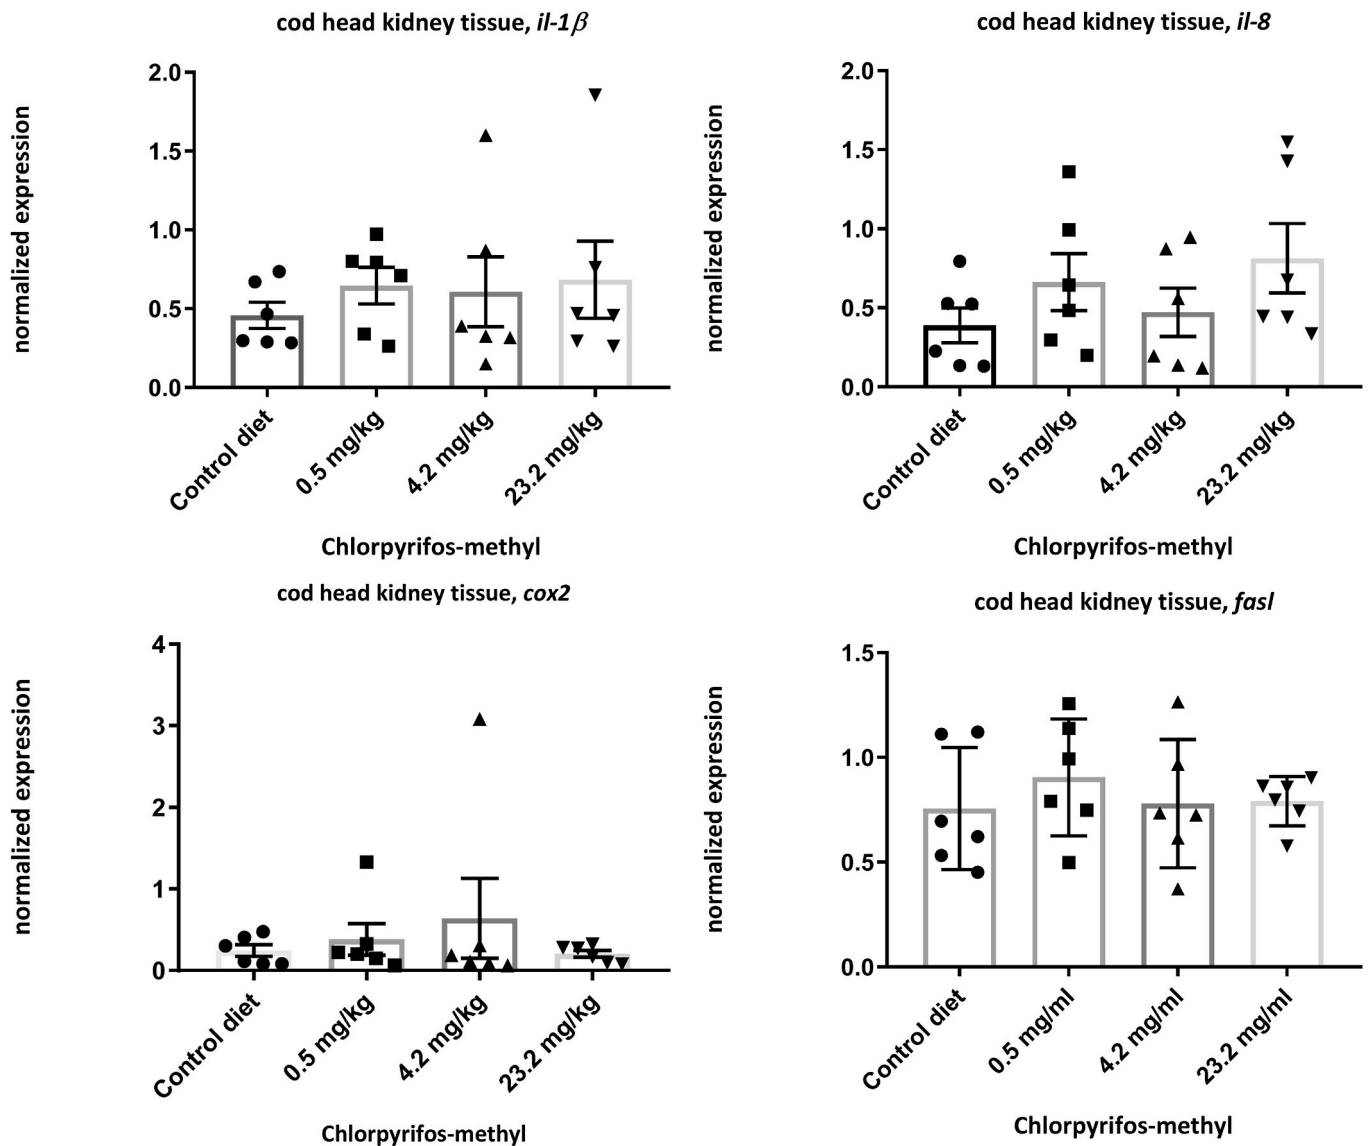 cod head kidney tissue, il-1β
normalized expression
2.0
1.5
1.0
0.5
0.0
Control diet
0.5 mg/kg
4.2 mg/kg
23.2 mg/kg
Chlorpyrifos-methyl
cod head kidney tissue, il-8
normalized expression
2.0
1.5
1.0
0.5
0.0
Control diet
0.5 mg/kg
4.2 mg/kg
23.2 mg/kg
Chlorpyrifos-methyl
cod head kidney tissue, cox2
normalized expression
4
3
2
1
0
Control diet
0.5 mg/kg
4.2 mg/kg
23.2 mg/kg
Chlorpyrifos-methyl
cod head kidney tissue, fasl
normalized expression
1.5
1.0
0.5
0.0
Control diet
0.5 mg/ml
4.2 mg/ml
23.2 mg/ml
Chlorpyrifos-methyl